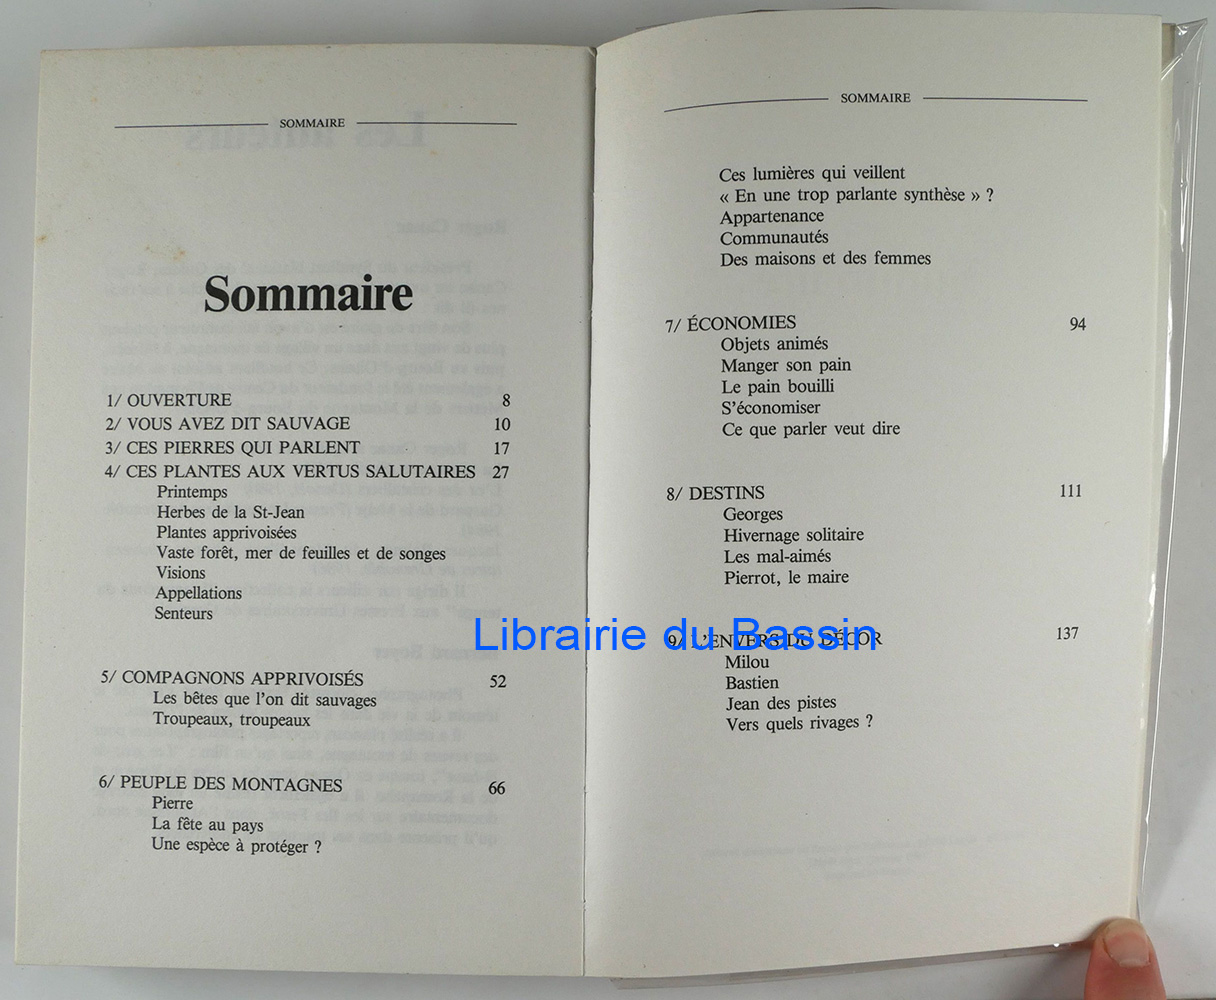 SOMMAIRE
Sommaire
1/ OUVERTURE 8
2/ VOUS AVEZ DIT SAUVAGE 10
3/ CES PIERRES QUI PARLENT 17
4/ CES PLANTES AUX VERTUS SALUTAIRES 27
Printemps
Herbes de la St-Jean
Plantes apprivoisées
Vaste forêt, mer de feuilles et de songes
Visions
Appellations
Senteurs
5/ COMPAGNONS APPRIVOISÉS 52
Les bêtes que l'on dit sauvages
Troupeaux, troupeaux
6/ PEUPLE DES MONTAGNES 66
Pierre
La fête au pays
Une espèce à protéger ?
SOMMAIRE
Ces lumières qui veillent
« En une trop parlante synthèse » ?
Appartenance
Communautés
Des maisons et des femmes
7/ ÉCONOMIES 94
Objets animés
Manger son pain
Le pain bouilli
S'économiser
Ce que parler veut dire
8/ DESTINS 111
Georges
Hivernage solitaire
Les mal-aimés
Pierrot, le maire
Librairie du Bassin
9/ L'ENVERS DU DÉCOR 137
Milou
Bastien
Jean des pistes
Vers quels rivages ?